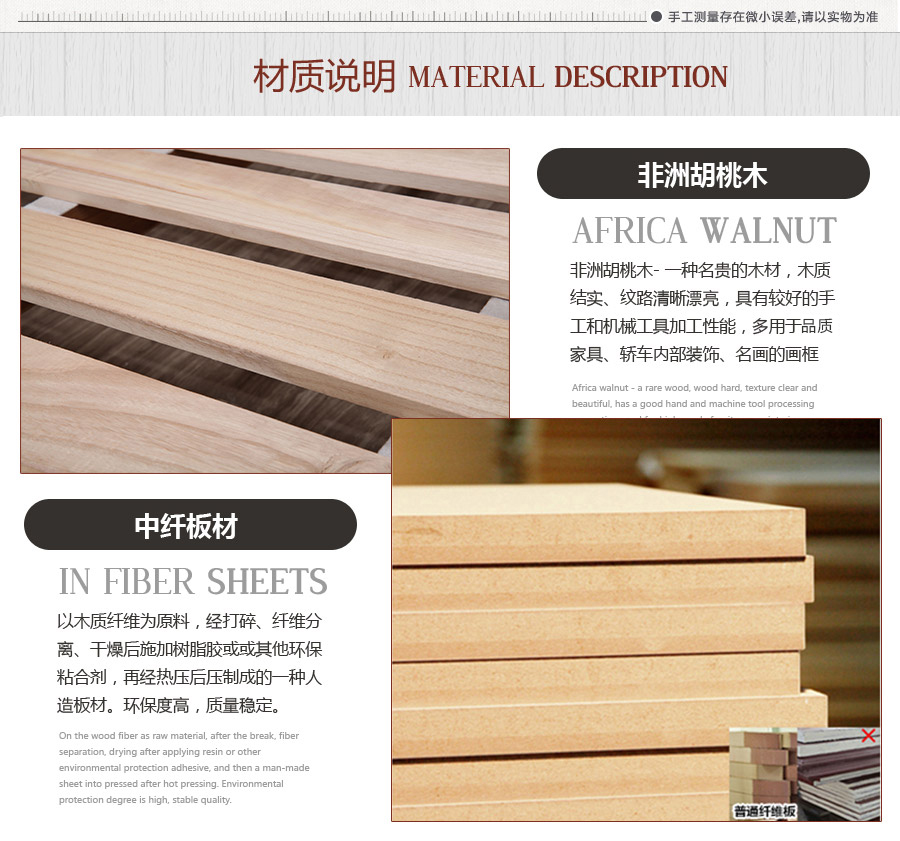 手工测量存在微小误差,请以实物为准
材质说明 MATERIAL DESCRIPTION
非洲胡桃木
AFRICA WALNUT
非洲胡桃木- 一种名贵的木材，木质
结实、纹路清晰漂亮，具有较好的手
工和机械工具加工性能，多用于品质
家具、轿车内部装饰、名画的画框
Africa walnut - a rare wood, wood hard, texture clear and
beautiful, has a good hand and machine tool processing
中纤板材
IN FIBER SHEETS
以木质纤维为原料，经打碎、纤维分
离、干燥后施加树脂胶或或其他环保
粘合剂，再经热压后压制成的一种人
造板材。环保度高，质量稳定。
On the wood fiber as raw material, after the break, fiber
separation, drying after applying resin or other
environmental protection adhesive, and then a man-made
sheet into pressed after hot pressing. Environmental
protection degree is high, stable quality.
普通纤维板